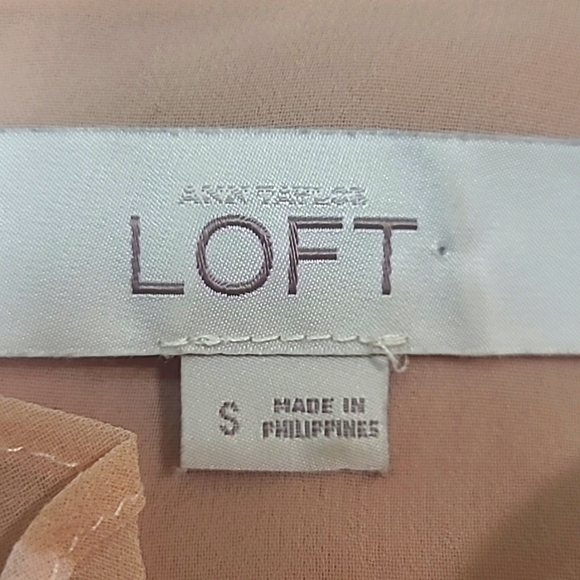 ANN TAYLOR
LOFT
S
MADE IN
PHILIPPINES